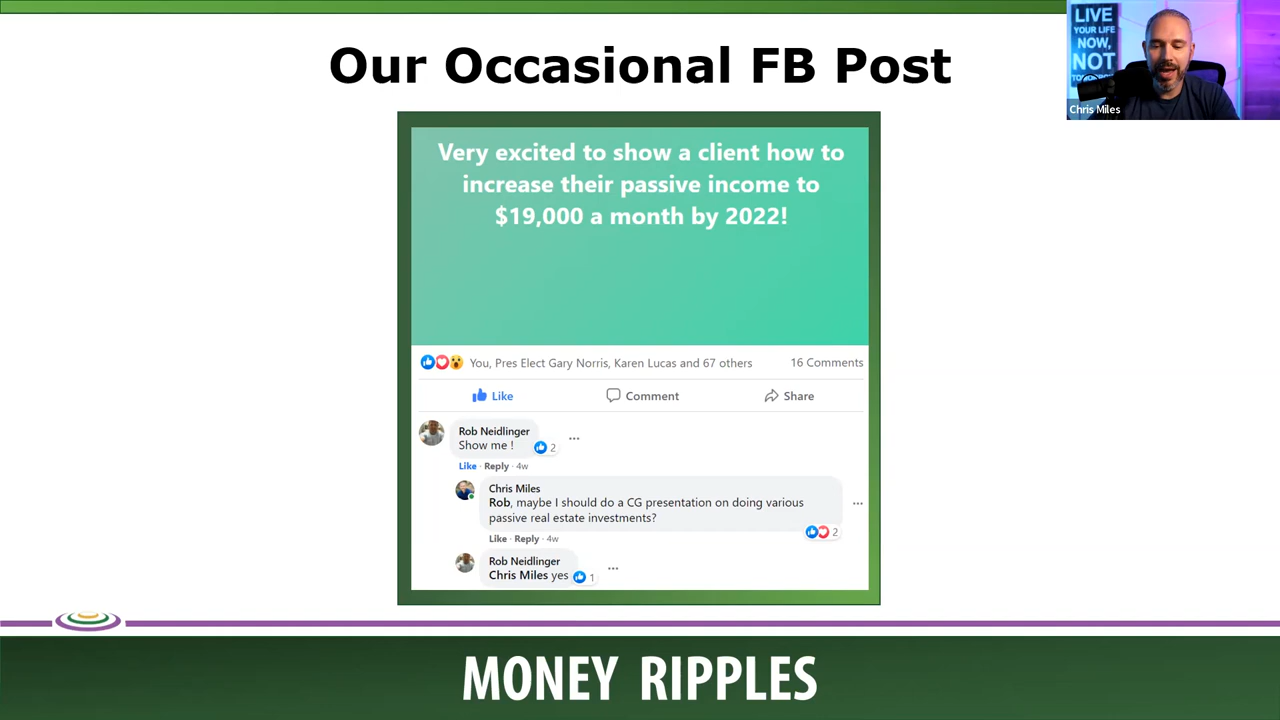 Our Occasional FB Post
LIVE
YOUR LIFE
NOW,
NOT
Chris Miles
Very excited to show a client how to
increase their passive income to
$19,000 a month by 2022!
You, Pres Elect Gary Norris, Karen Lucas and 67 others
16 Comments
Like
Comment
Share
Rob Neidlinger
Show me !
2
Like · Reply · 4w
Chris Miles
Rob, maybe I should do a CG presentation on doing various
passive real estate investments?
2
Like · Reply · 4w
Rob Neidlinger
Chris Miles yes
1
MONEY RIPPLES